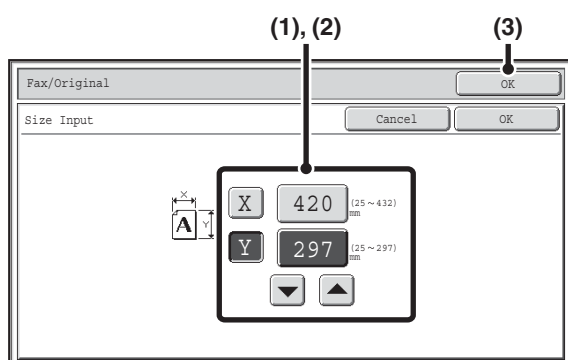 (1), (2) (3)
Fax/Original OK
Size Input Cancel OK
X
X 420 (25~432)
mm
A Y
Y 297 (25~297)
mm